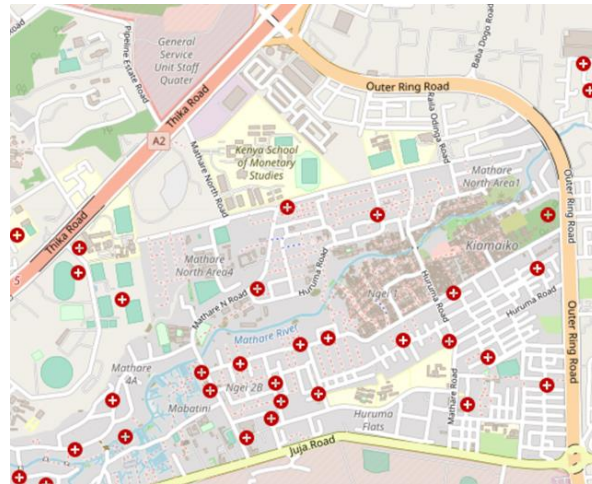 Road
Pipeline Estate Road
General
Service
Unit Staff
Quater
Thika Road
A2
Baba Dogo Road
Outer Ring Road
Raila Odinga Road
Kenya School
of Monetary
Studies
Mathare North Road
Mathare
North Area1
Outer Ring Road
Thika Road
Mathare
North Area4
Huruma Road
Kiamaiko
Mathare N Road
Ngei 1
Huruma Road
Huruma Road
Mathare River
Outer Ring Road
Mathare
4A
Ngei 2B
Mabatini
Huruma
Flats
Mathare Road
Juja Road